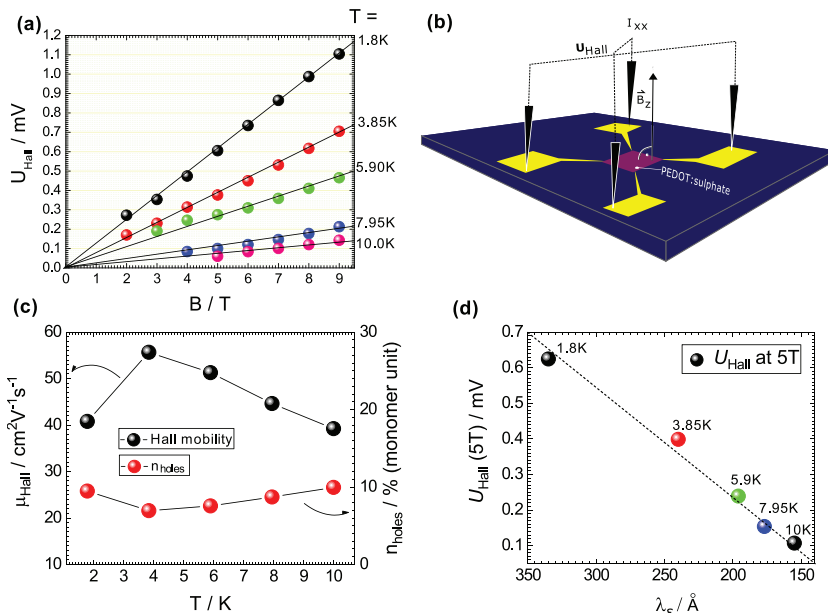 (a)
T =
1.2
1.1
1.0
0.9
0.8
0.7
0.6
0.5
0.4
0.3
0.2
0.1
0.0
U_Hall / mV
1.8K
3.85K
5.90K
7.95K
10.0K
0 1 2 3 4 5 6 7 8 9
B / T
(b)
I_xx
U_Hall
B_z
PEDOT:sulphate
(c)
60
50
40
30
20
10
μ_Hall / cm²V⁻¹s⁻¹
30
20
10
0
n_holes / % (monomer unit)
Hall mobility
n_holes
2 3 4 5 6 7 8 9 10
T / K
(d)
0.7
0.6
0.5
0.4
0.3
0.2
0.1
U_Hall (5T) / mV
U_Hall at 5T
1.8K
3.85K
5.9K
7.95K
10K
350 300 250 200 150
λ_s / Å